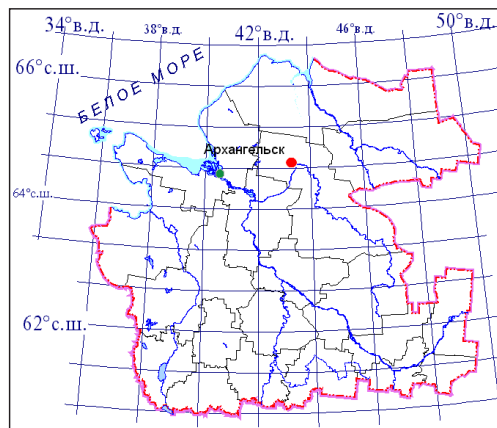 34°в.д.
38°в.д.
42°в.д.
46°в.д.
50°в.д.
66°с.ш.
БЕЛОЕ МОРЕ
Архангельск
64°с.ш.
62°с.ш.